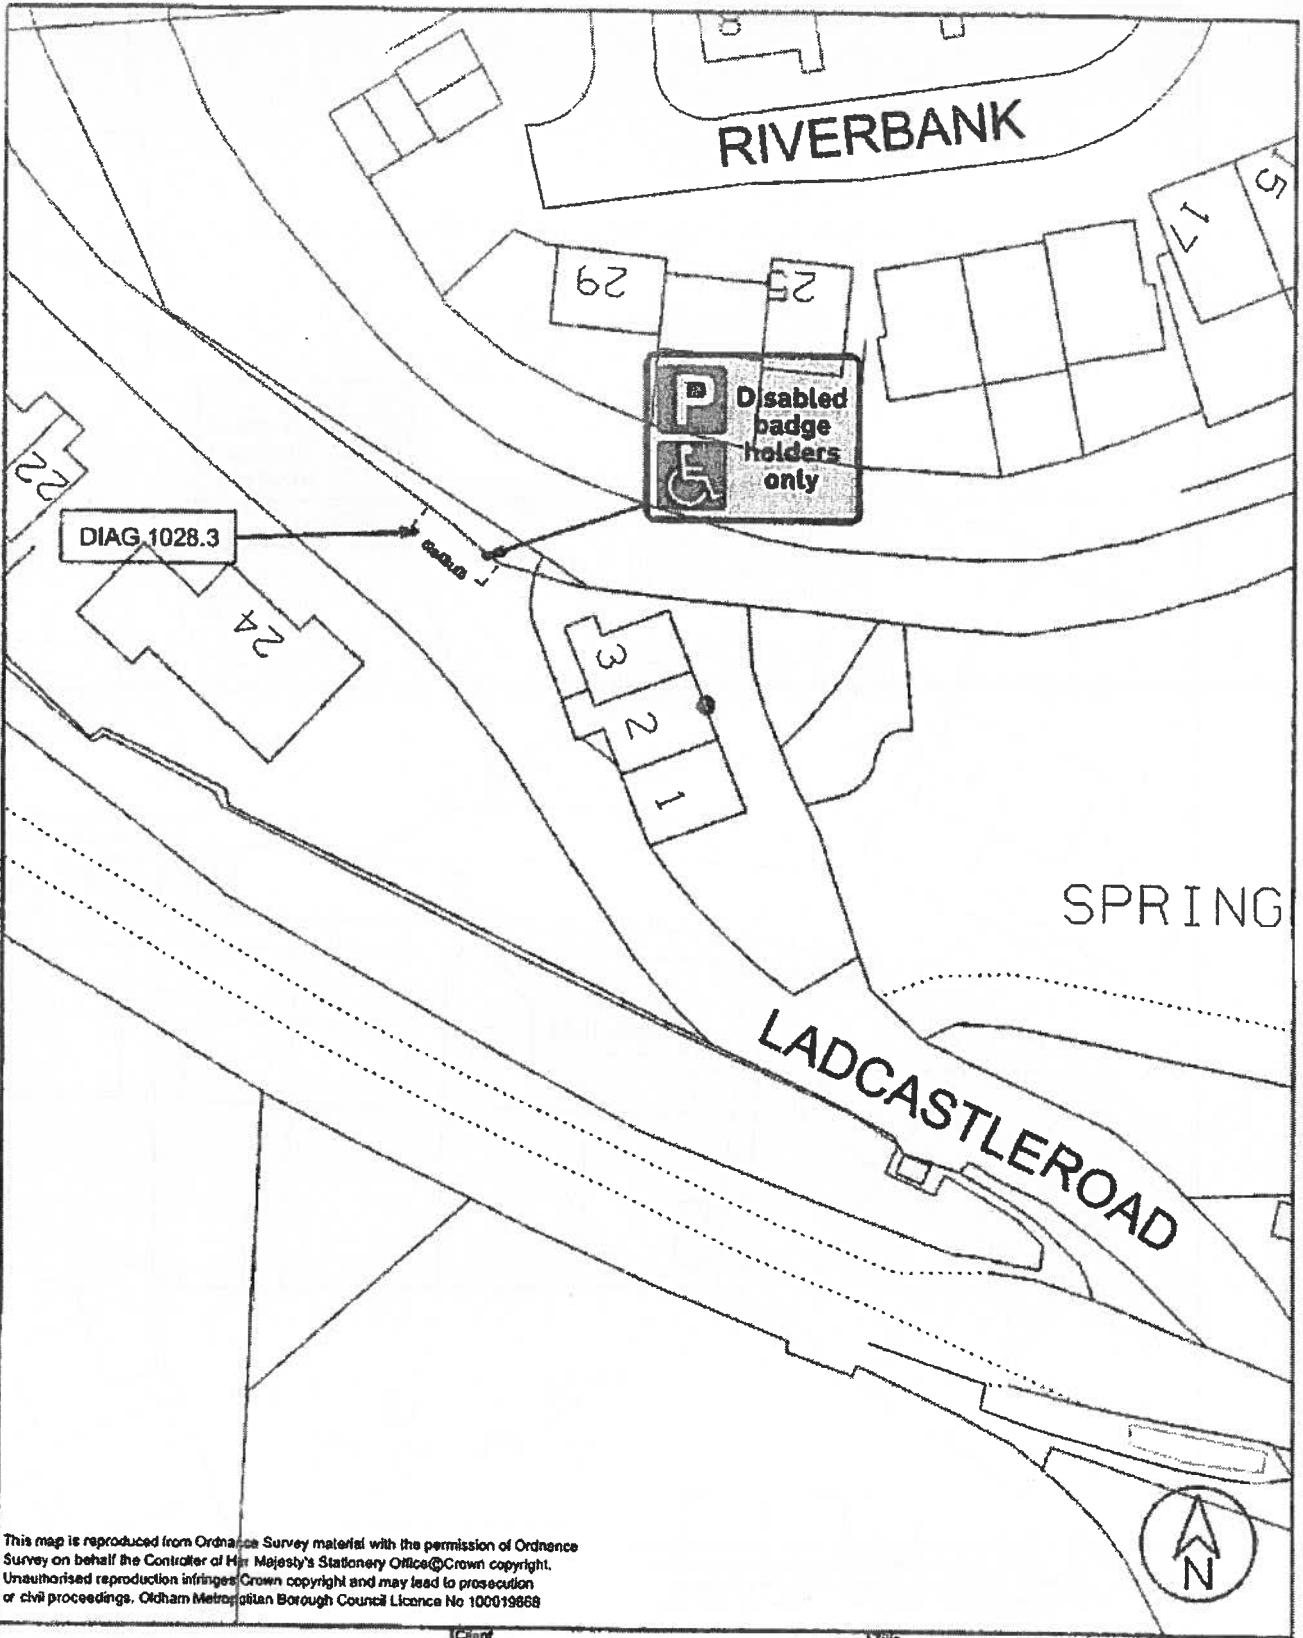 8
RIVERBANK
5
17
29
25
P
Disabled
badge
holders
only
22
DIAG 1028.3
24
3
2
1
SPRING
LADCASTLEROAD
N
This map is reproduced from Ordnance Survey material with the permission of Ordnance
Survey on behalf the Controller of Her Majesty's Stationery Office©Crown copyright.
Unauthorised reproduction infringes Crown copyright and may lead to prosecution
or civil proceedings. Oldham Metropolitan Borough Council Licence No 100019668
Client